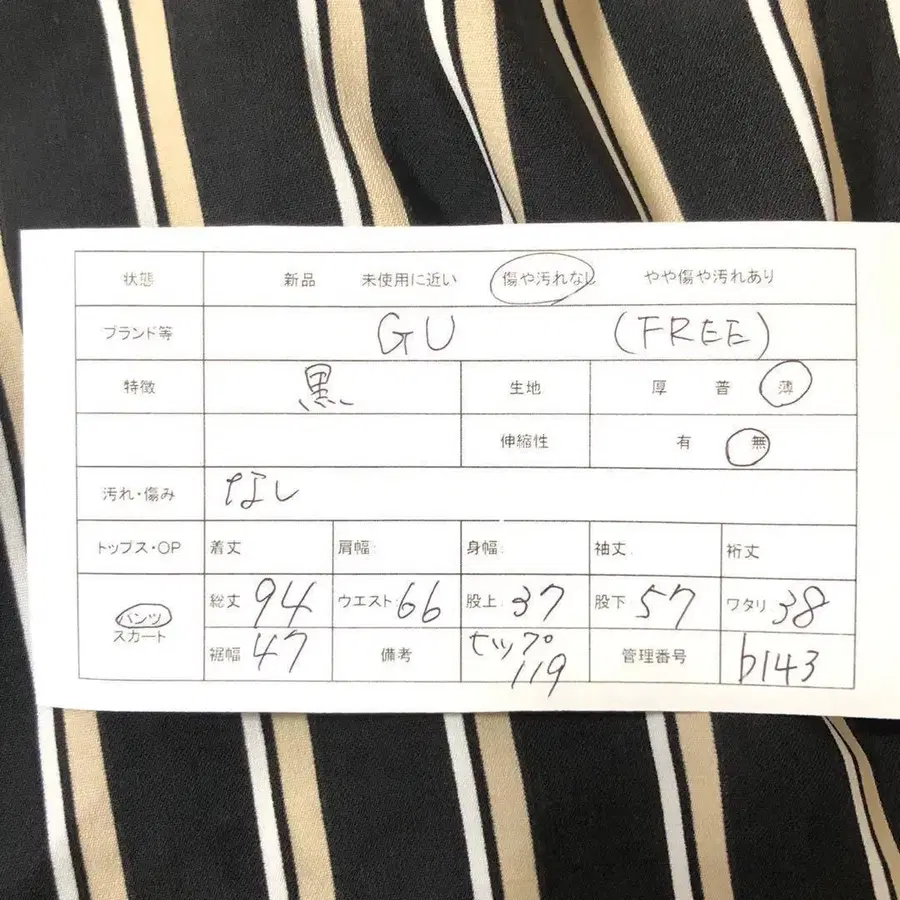 状態 新品 未使用に近い 傷や汚れなし やや傷や汚れあり
ブランド等 GU (FREE)
特徴 黒 生地 厚 普 薄
伸縮性 有 無
汚れ・傷み なし
トップス・OP 着丈 肩幅: 身幅: 袖丈: 裄丈
パンツ 総丈 94 ウエスト: 66 股上: 37 股下 57 ワタリ: 38
スカート
裾幅 47 備考 ヒップ 管理番号 b143
119